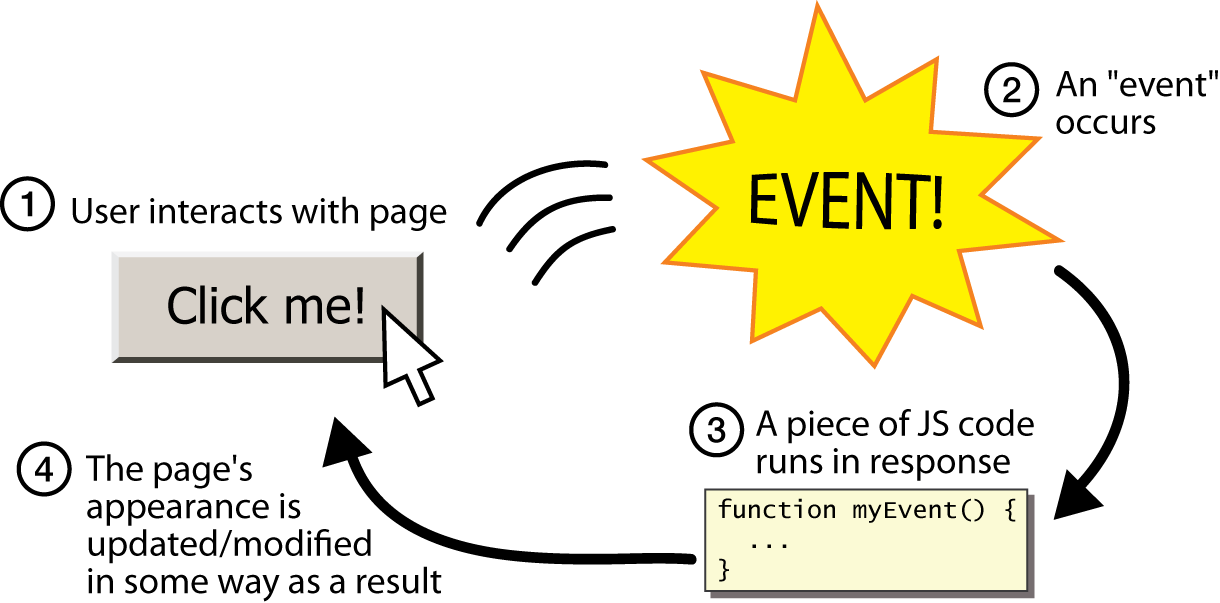 1 User interacts with page
Click me!
EVENT!
2 An "event"
occurs
3 A piece of JS code
runs in response
function myEvent() {
...
}
4 The page's
appearance is
updated/modified
in some way as a result